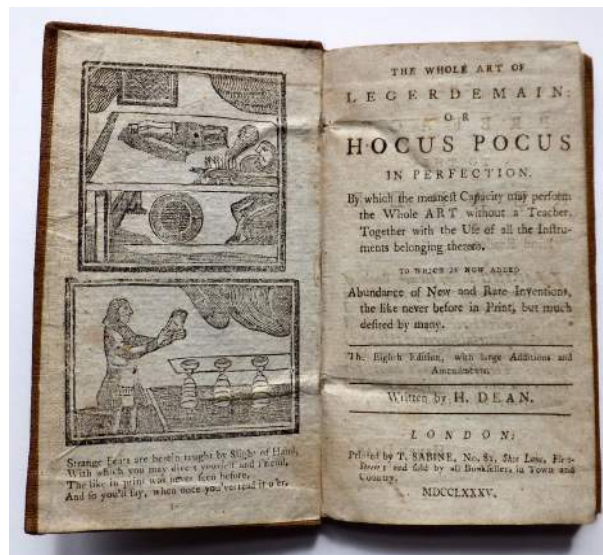 Strange Feats are herein taught by Slight of Hand,
With which you may divert yourself and Friend,
The like in print was never seen before,
And so you'd say, when once you've read it o'er.
THE WHOLE ART OF
LEGERDEMAIN:
OR
HOCUS POCUS
IN PERFECTION.
By which the meanest Capacity may perform
the Whole ART without a Teacher.
Together with the Use of all the Instru-
ments belonging thereto.
TO WHICH IS NOW ADDED
Abundance of New and Rare Inventions,
the like never before in Print, but much
desired by many.
The Eighth Edition, with large Additions and
Amendments.
Written by H. DEAN.
LONDON:
Printed by T. SABINE, No. 81, Shoe Lane, Fleet-
Street: and sold by all Booksellers in Town and
Country.
MDCCLXXXV.